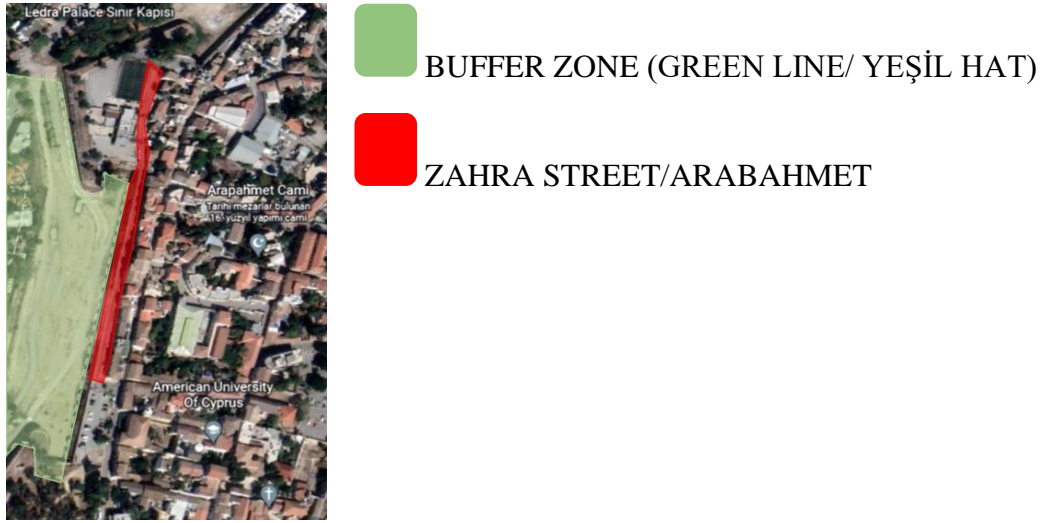 Ledra Palace Sınır Kapısı
BUFFER ZONE (GREEN LINE/ YEŞİL HAT)
ZAHRA STREET/ARABAHMET
Arapahmet Cami
Tarihi mezarlar bulunan
16. yüzyıl yapımı cami
American University
Of Cyprus